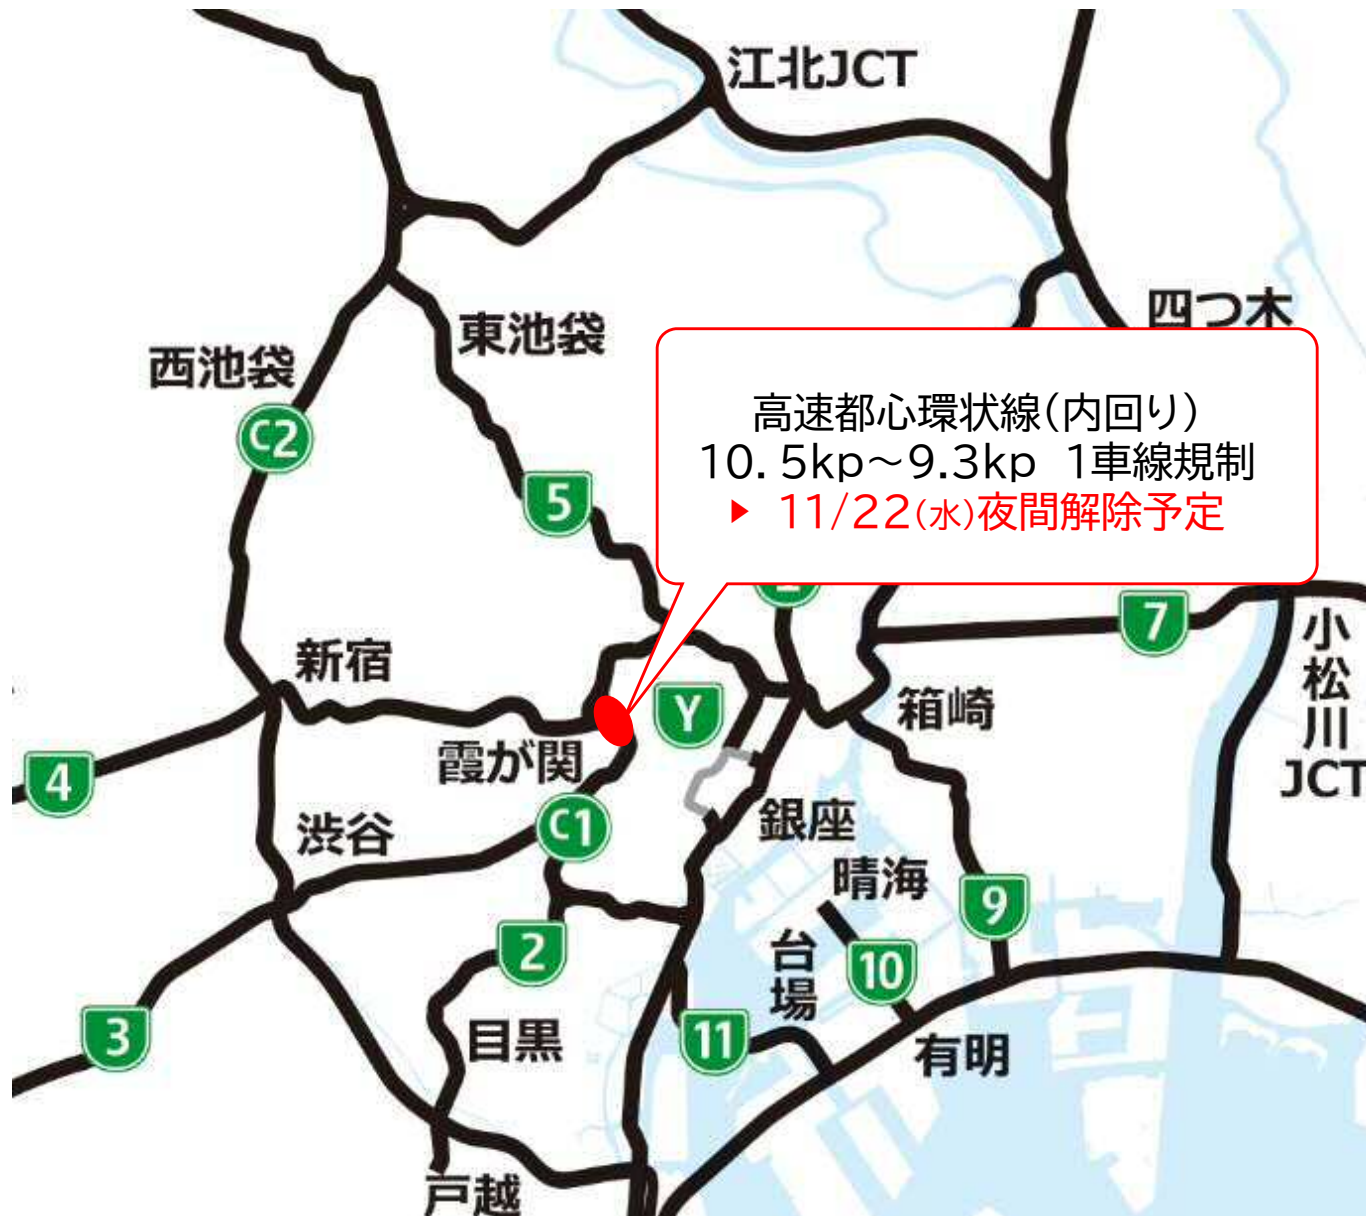 江北JCT
四つ木
東池袋
西池袋
C2
高速都心環状線(内回り)
10.5kp～9.3kp 1車線規制
▶ 11/22(水)夜間解除予定
5
7
小松川JCT
新宿
Y
箱崎
霞が関
4
銀座
渋谷
C1
晴海
9
2
台場
10
3
目黒
11
有明
戸越